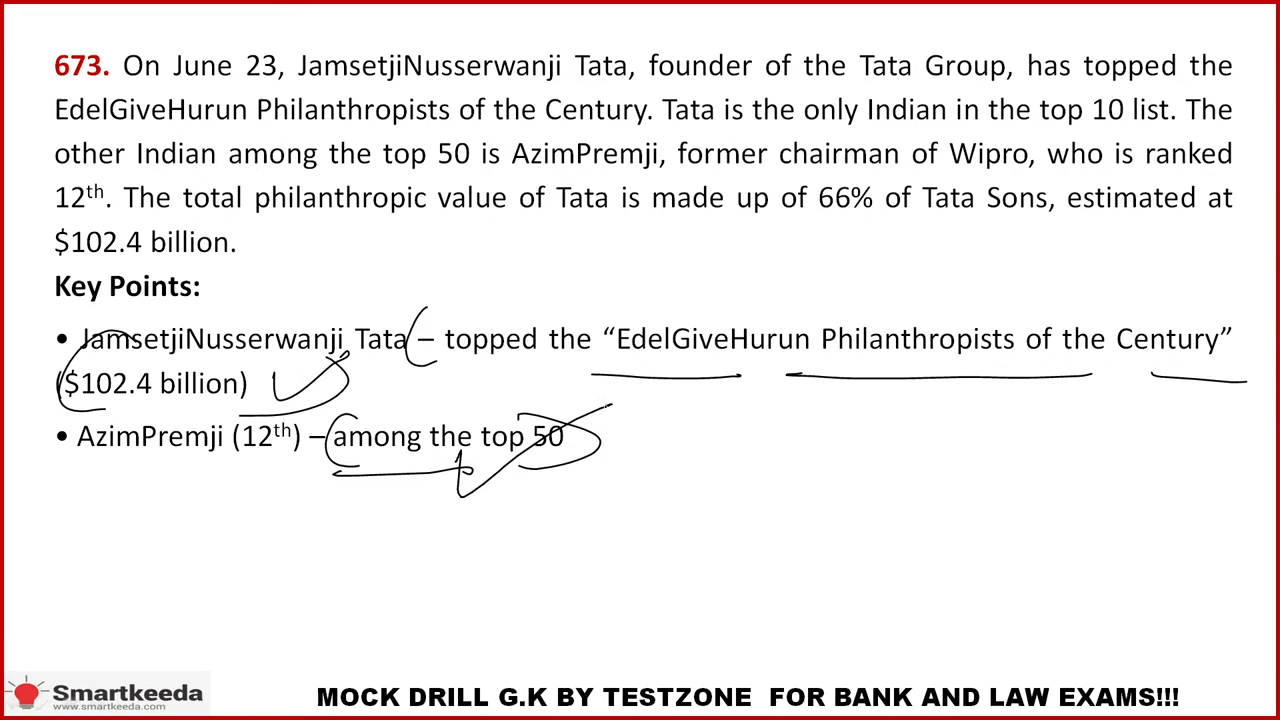 673. On June 23, JamsetjiNusserwanji Tata, founder of the Tata Group, has topped the
EdelGiveHurun Philanthropists of the Century. Tata is the only Indian in the top 10 list. The
other Indian among the top 50 is AzimPremji, former chairman of Wipro, who is ranked
12th. The total philanthropic value of Tata is made up of 66% of Tata Sons, estimated at
$102.4 billion.
Key Points:
• JamsetjiNusserwanji Tata – topped the “EdelGiveHurun Philanthropists of the Century”
($102.4 billion)
• AzimPremji (12th) – among the top 50
Smartkeeda
www.smartkeeda.com
MOCK DRILL G.K BY TESTZONE FOR BANK AND LAW EXAMS!!!